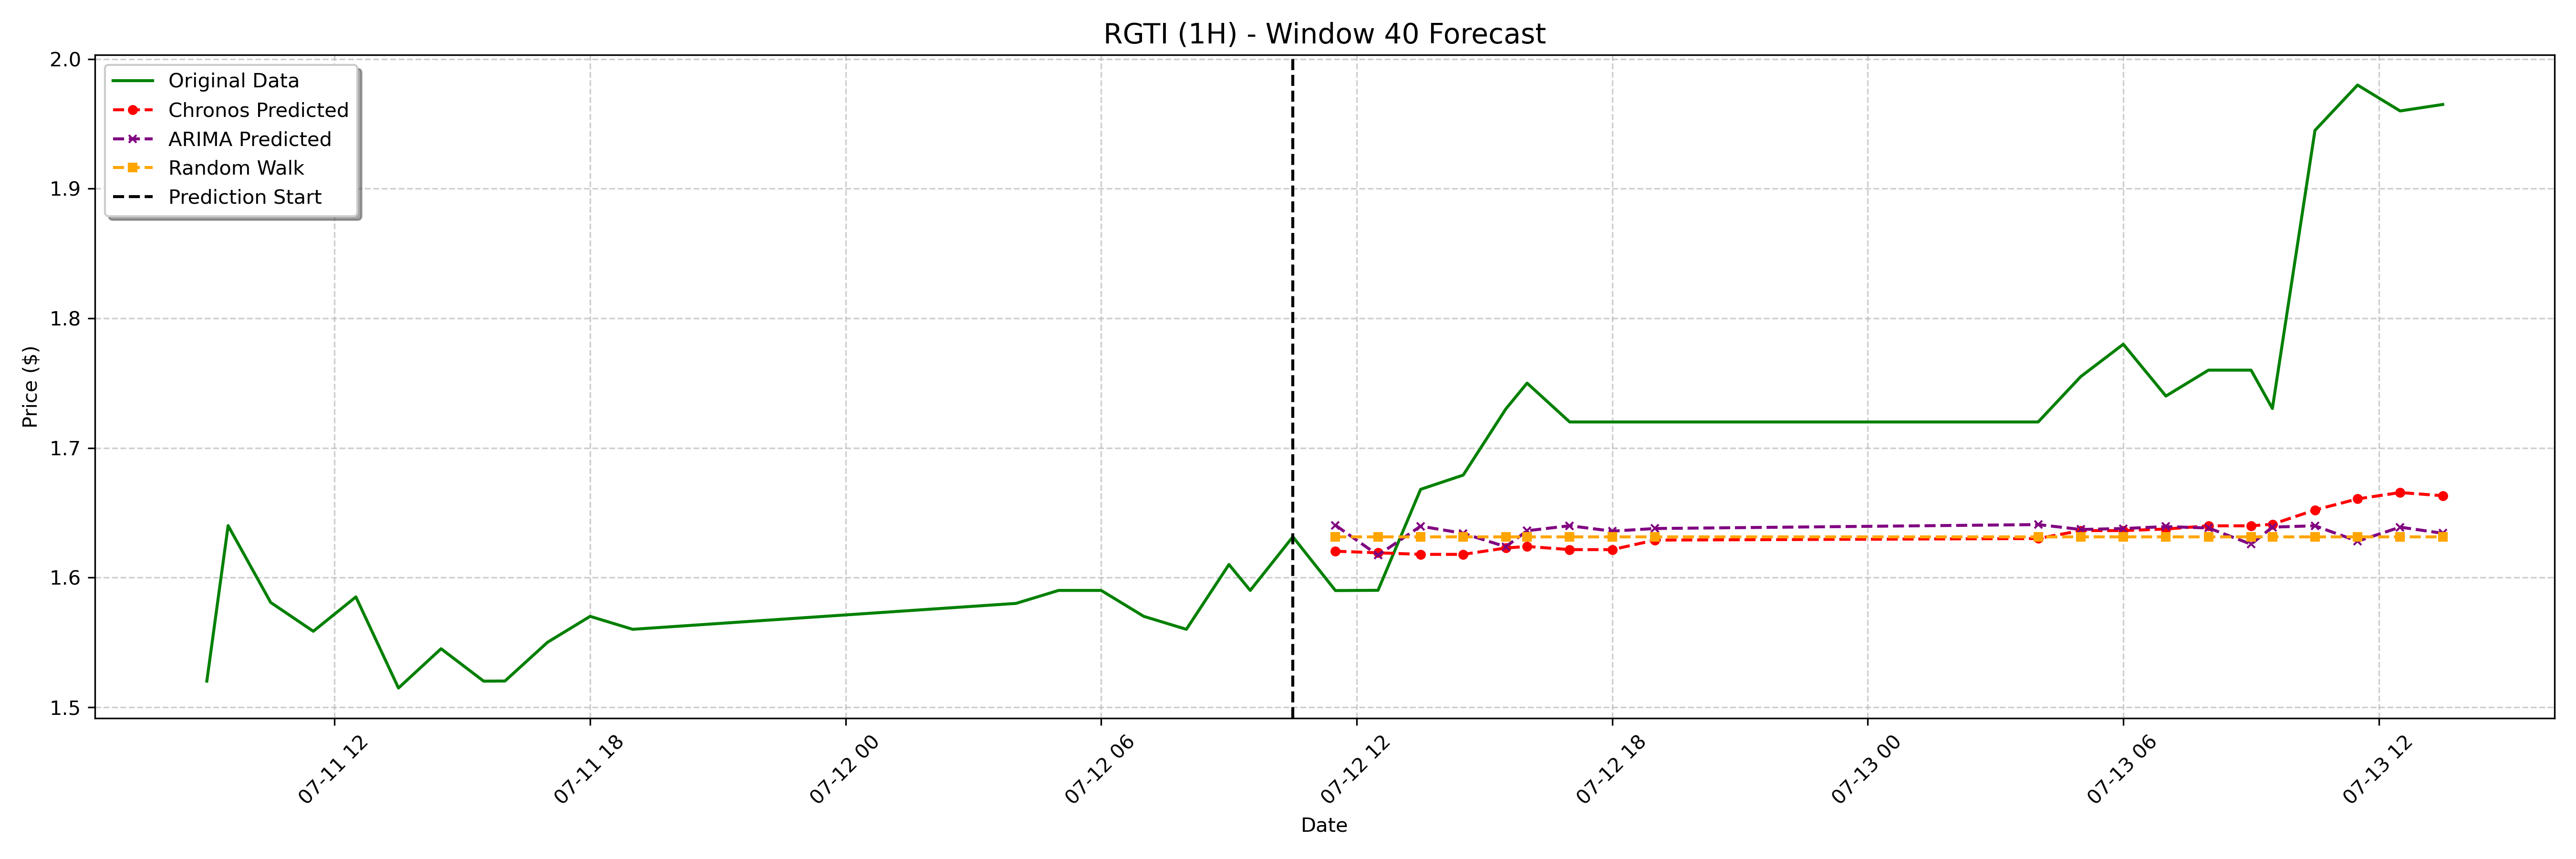 RGTI (1H) - Window 40 Forecast
Original Data
Chronos Predicted
ARIMA Predicted
Random Walk
Prediction Start
Price ($)
2.0
1.9
1.8
1.7
1.6
1.5
07-11 12
07-11 18
07-12 00
07-12 06
07-12 12
07-12 18
07-13 00
07-13 06
07-13 12
Date